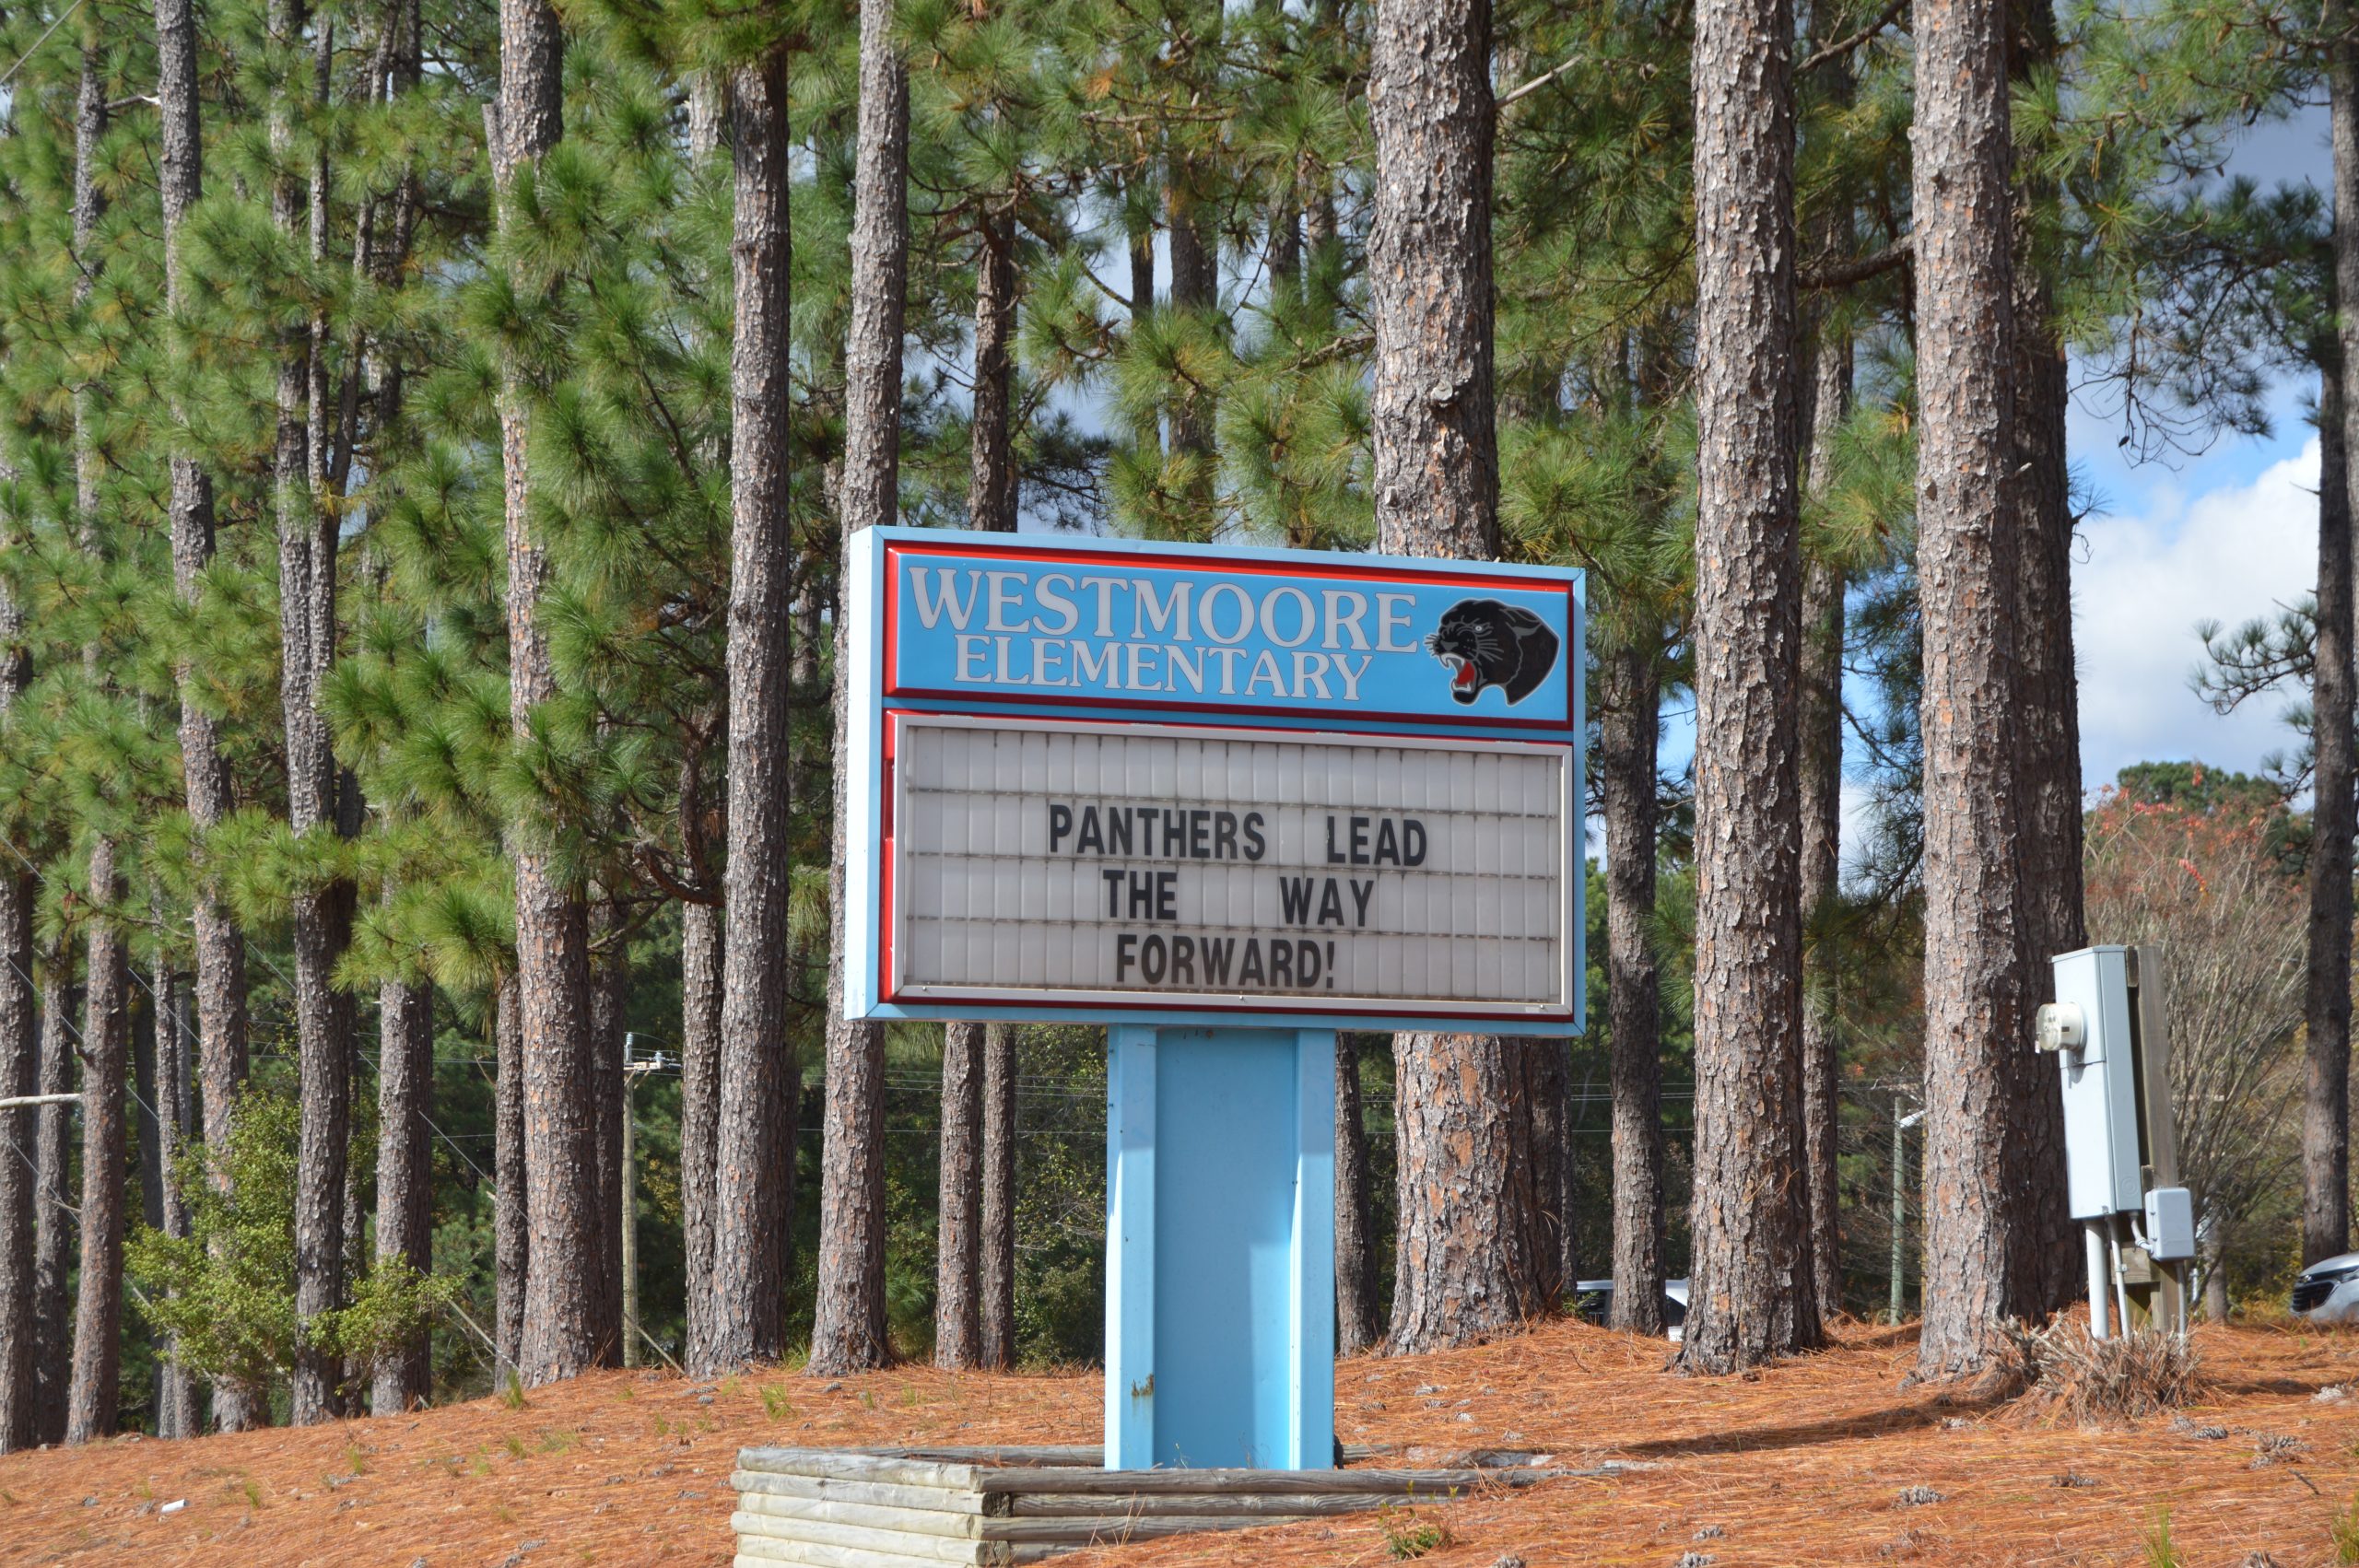 WESTMOORE
ELEMENTARY
PANTHERS LEAD
THE WAY
FORWARD!